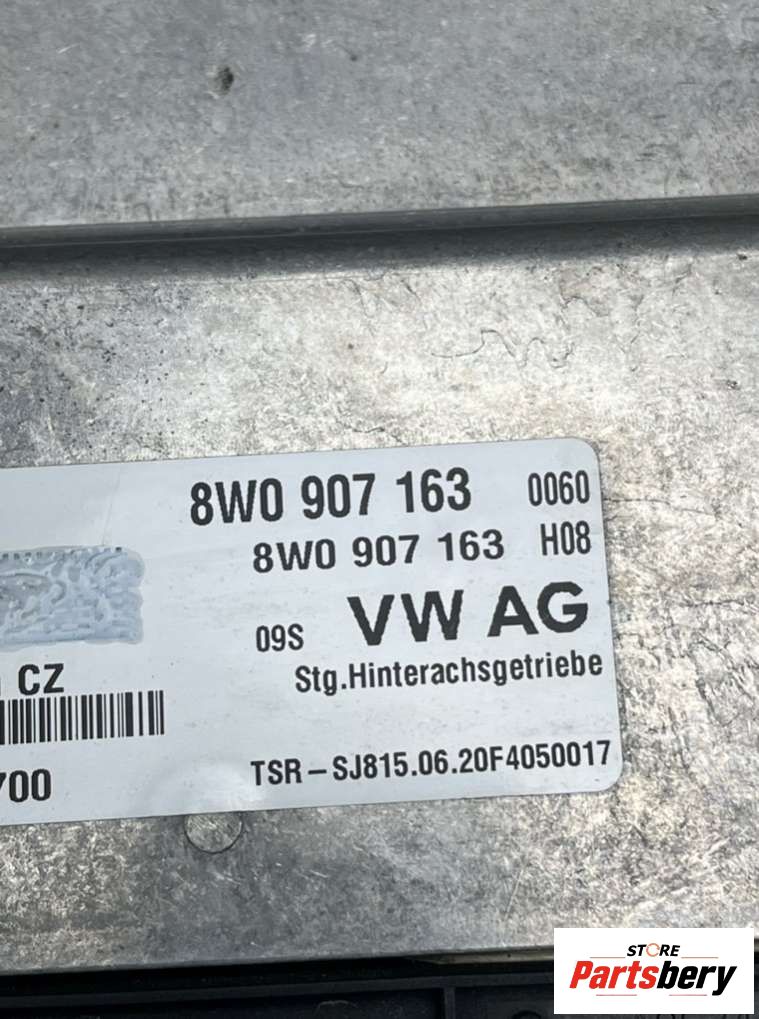 8W0 907 163 0060
8W0 907 163 H08
09S VW AG
CZ
Stg.Hinterachsgetriebe
700
TSR-SJ815.06.20F4050017
STORE
Partsbery